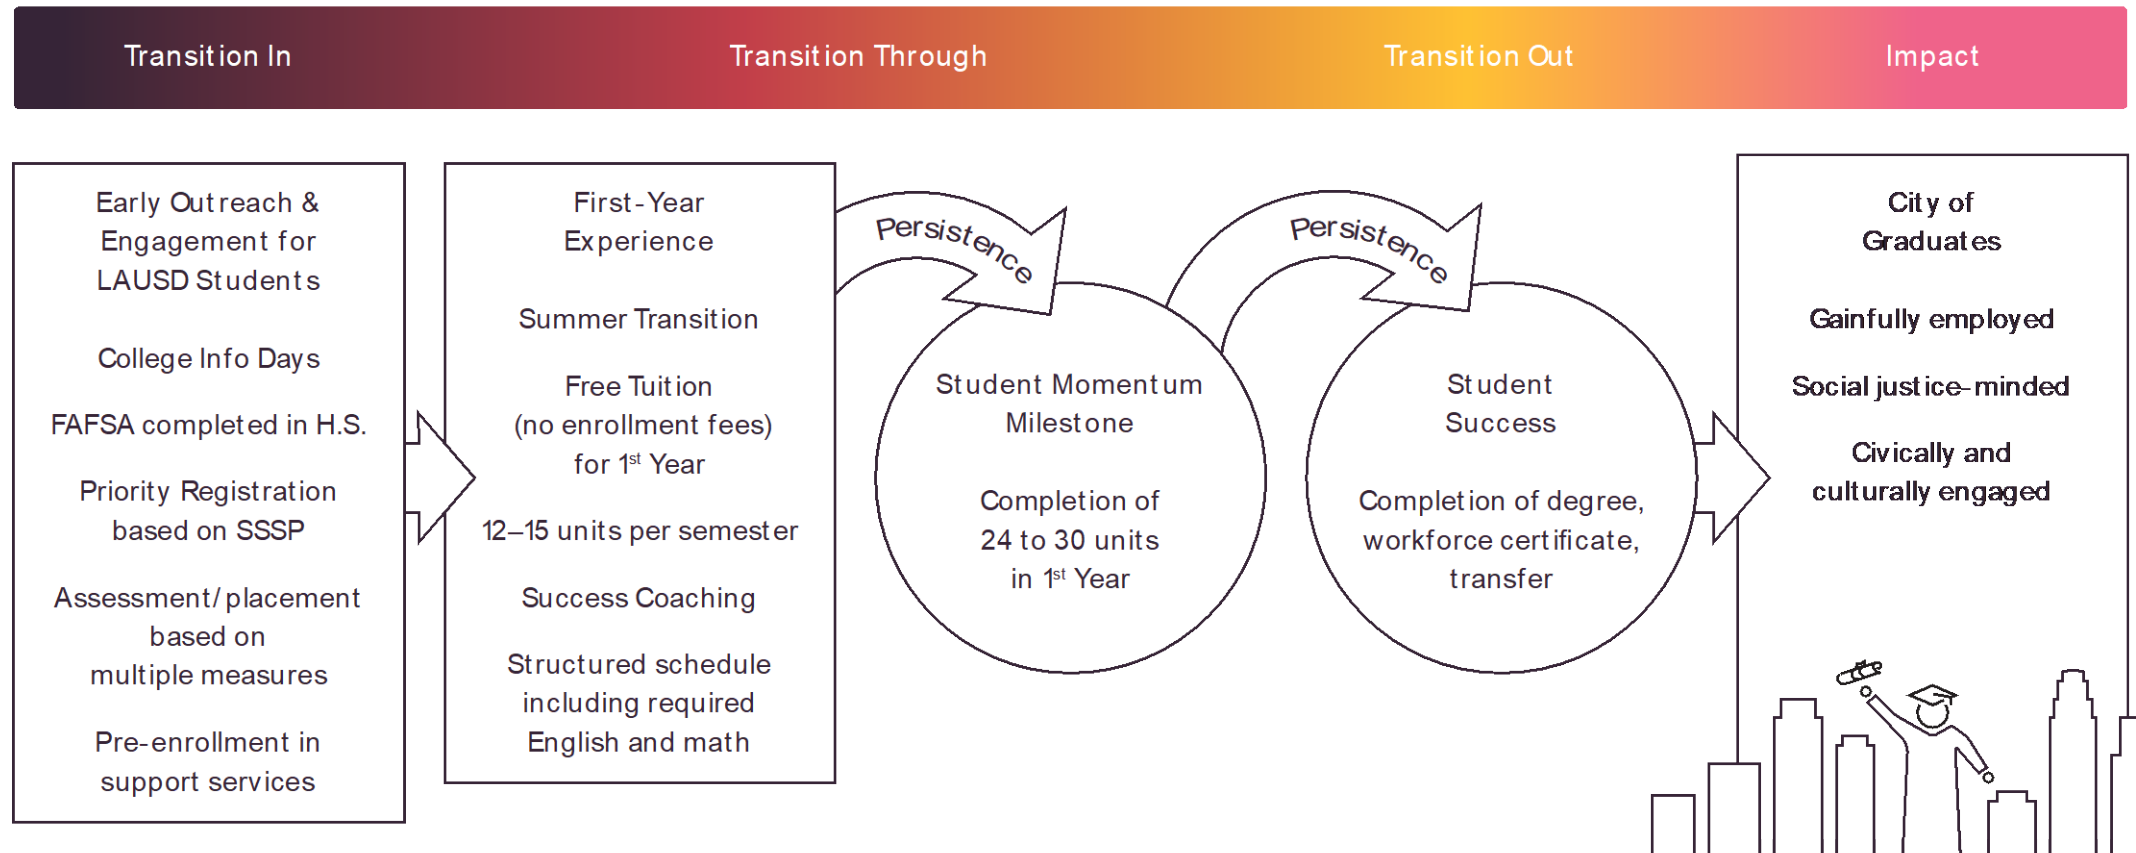 Transition In
Transition Through
Transition Out
Impact
Early Outreach &
Engagement for
LAUSD Students
College Info Days
FAFSA completed in H.S.
Priority Registration
based on SSSP
Assessment/placement
based on
multiple measures
Pre-enrollment in
support services
First-Year
Experience
Summer Transition
Free Tuition
(no enrollment fees)
for 1st Year
12–15 units per semester
Success Coaching
Structured schedule
including required
English and math
Persistence
Student Momentum
Milestone
Completion of
24 to 30 units
in 1st Year
Persistence
Student
Success
Completion of degree,
workforce certificate,
transfer
City of
Graduates
Gainfully employed
Social justice-minded
Civically and
culturally engaged